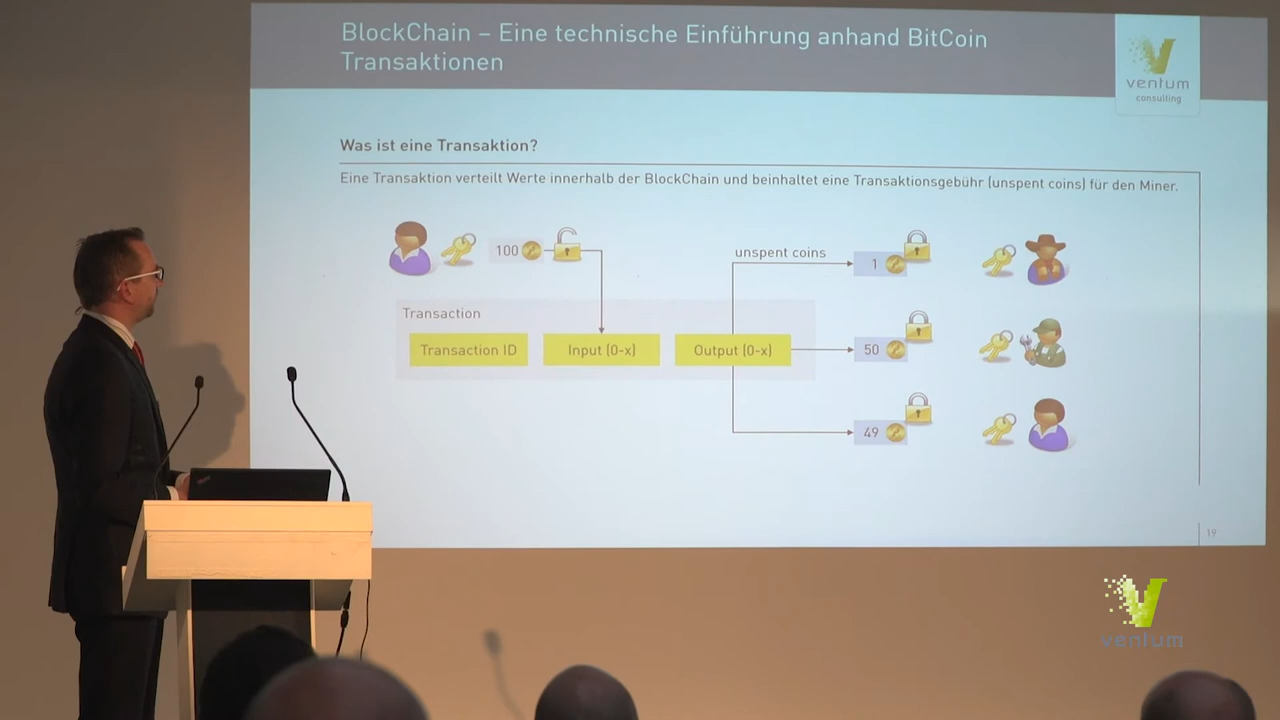 BlockChain – Eine technische Einführung anhand BitCoin
Transaktionen
ventum
consulting
Was ist eine Transaktion?
Eine Transaktion verteilt Werte innerhalb der BlockChain und beinhaltet eine Transaktionsgebühr (unspent coins) für den Miner.
100
unspent coins
1
Transaction
Transaction ID
Input (0-x)
Output (0-x)
50
49
19
ventum